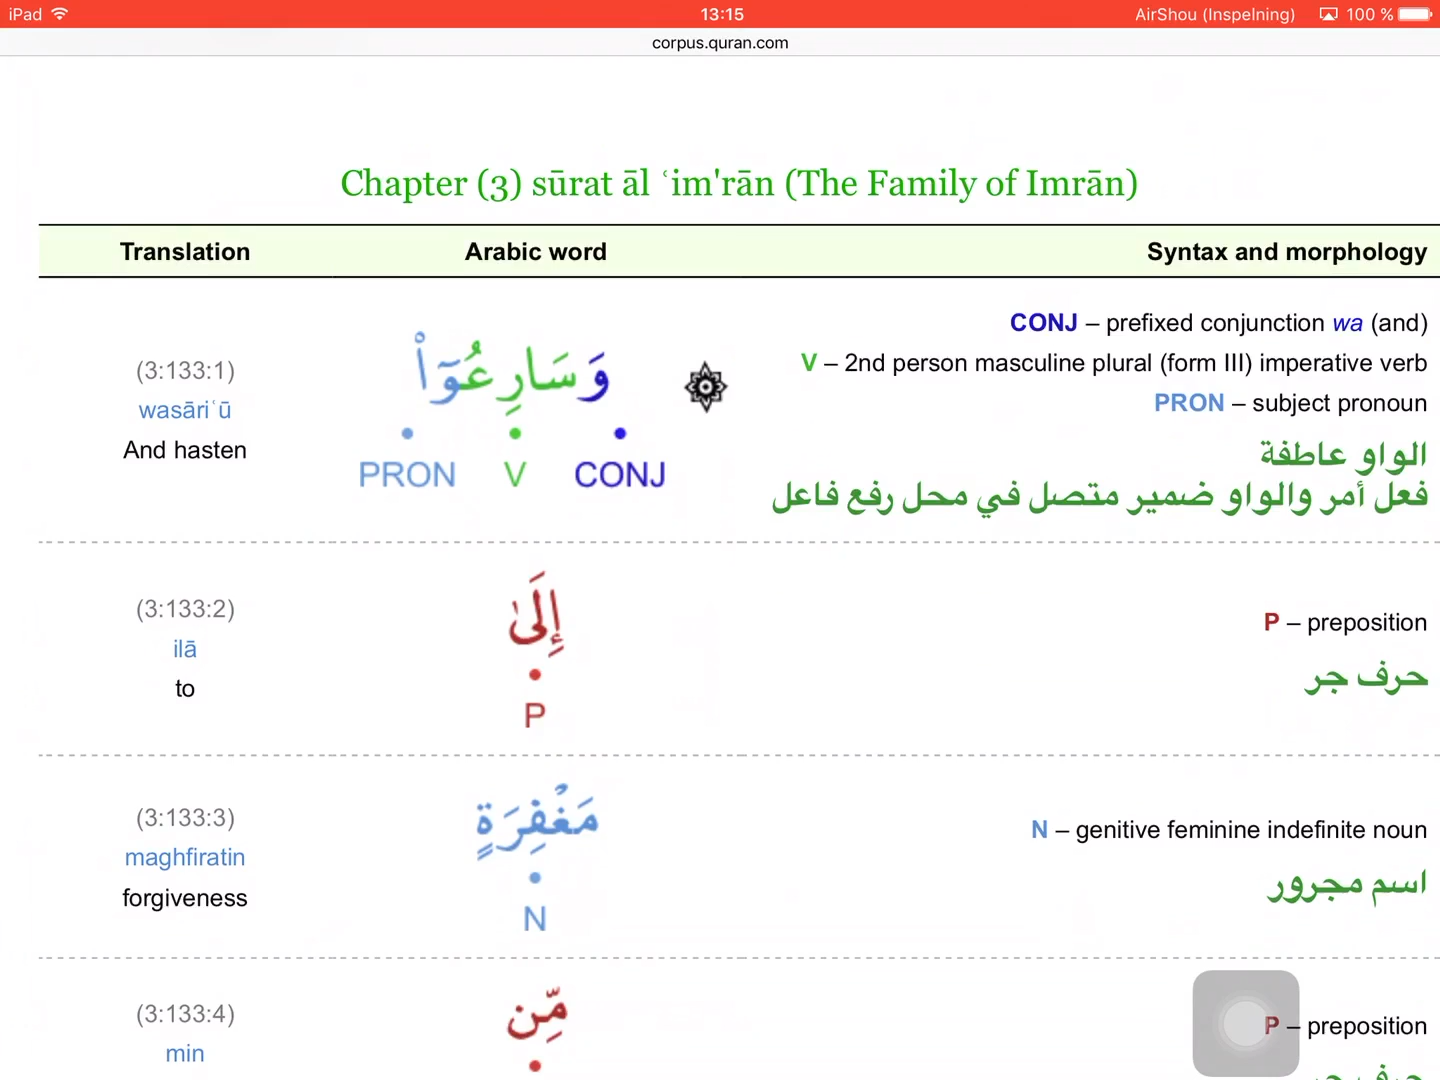 iPad 13:15 AirShou (Inspelning) 100 %
corpus.quran.com
Chapter (3) sūrat āl ʿim'rān (The Family of Imrān)
Translation Arabic word Syntax and morphology
(3:133:1)
wasāriʿū
And hasten
وَسَارِعُوٓا۟
PRON V CONJ
CONJ – prefixed conjunction wa (and)
V – 2nd person masculine plural (form III) imperative verb
PRON – subject pronoun
الواو عاطفة
فعل أمر والواو ضمير متصل في محل رفع فاعل
(3:133:2)
ilā
to
إِلَىٰ
P
P – preposition
حرف جر
(3:133:3)
maghfiratin
forgiveness
مَغْفِرَةٍ
N
N – genitive feminine indefinite noun
اسم مجرور
(3:133:4)
min
مِّن
P – preposition